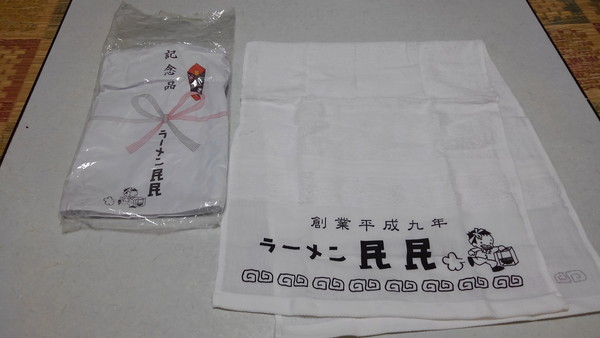 記念品
ラーメン民民
創業平成九年
ラーメン民民